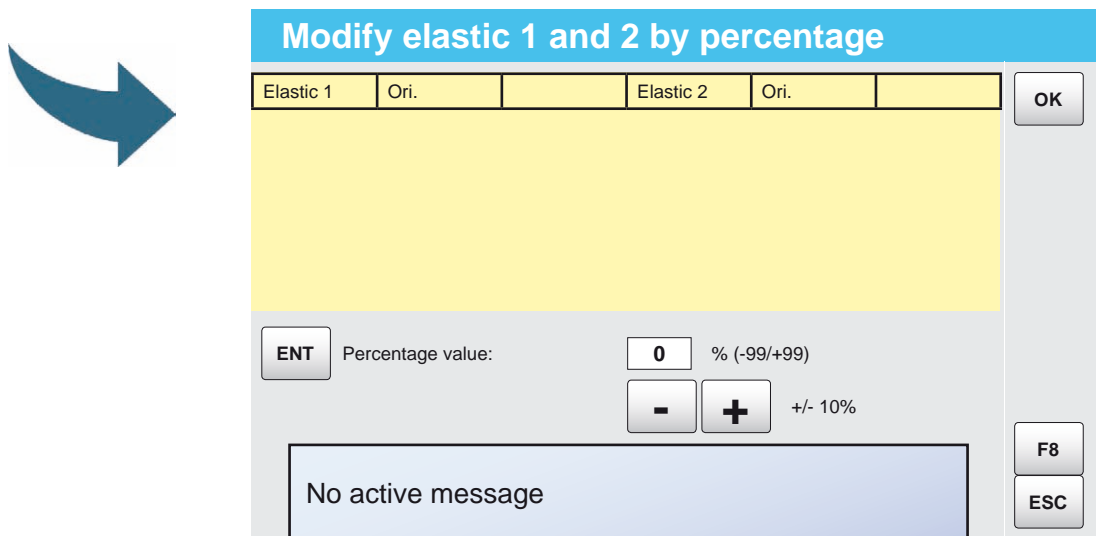 Modify elastic 1 and 2 by percentage
Elastic 1 Ori. Elastic 2 Ori.
OK
ENT Percentage value: 0 % (-99/+99)
- + +/- 10%
F8
No active message
ESC